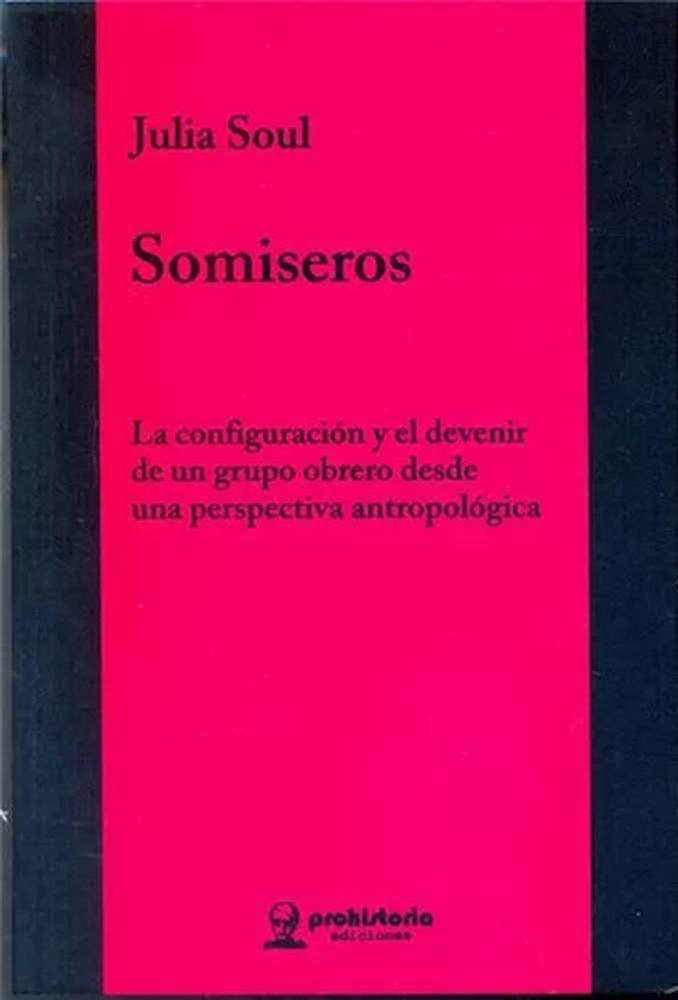 Julia Soul
Somiseros
La configuración y el devenir
de un grupo obrero desde
una perspectiva antropológica
prohistoria
ediciones